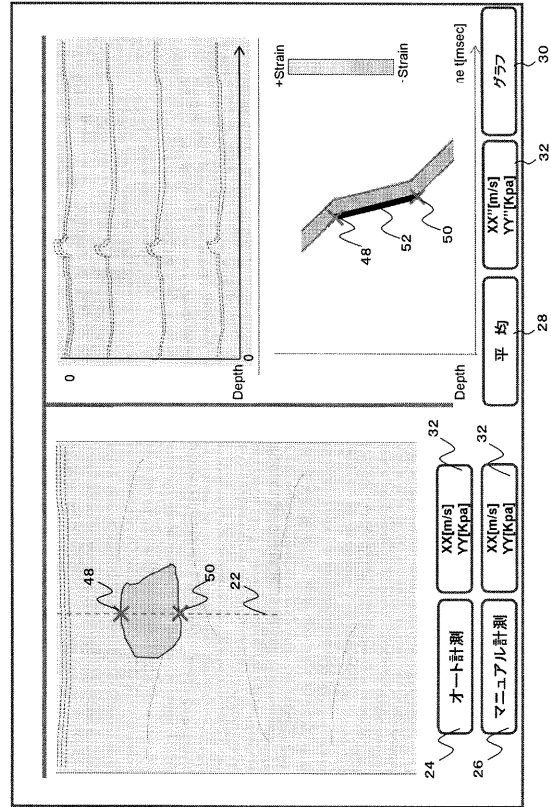 48
50
22
0
Depth
0
+Strain
-Strain
48
52
50
Depth
ne t[msec]
24
オート計測
XX[m/s]
YY[Kpa]
32
26
マニュアル計測
XX[m/s]
YY[Kpa]
32
平 均
28
XX"[m/s]
YY"[Kpa]
32
グラフ
30